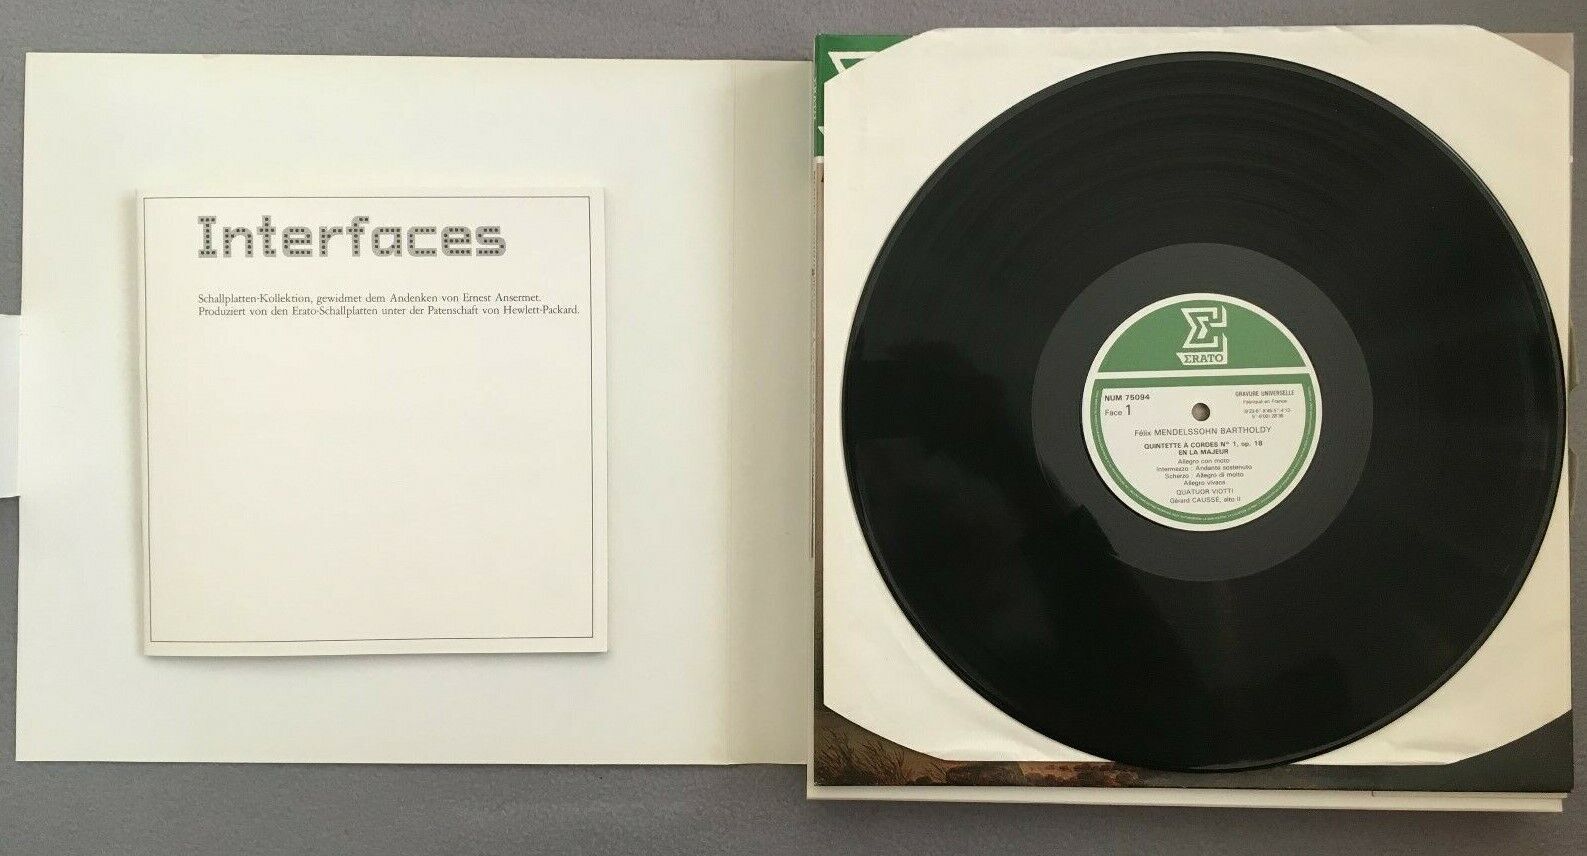 Interfaces
Schallplatten-Kollektion, gewidmet dem Andenken von Ernest Ansermet.
Produziert von den Erato-Schallplatten unter der Patenschaft von Hewlett-Packard.
ΣRATO
NUM 75094
Face 1
GRAVURE UNIVERSELLE
Fabriqué en France
Félix MENDELSSOHN BARTHOLDY
QUINTETTE À CORDES N° 1, op. 18
EN LA MAJEUR
Allegro con moto
Intermezzo : Andante sostenuto
Scherzo : Allegro di molto
Allegro vivace
QUATUOR VIOTTI
Gérard CAUSSÉ, alto II